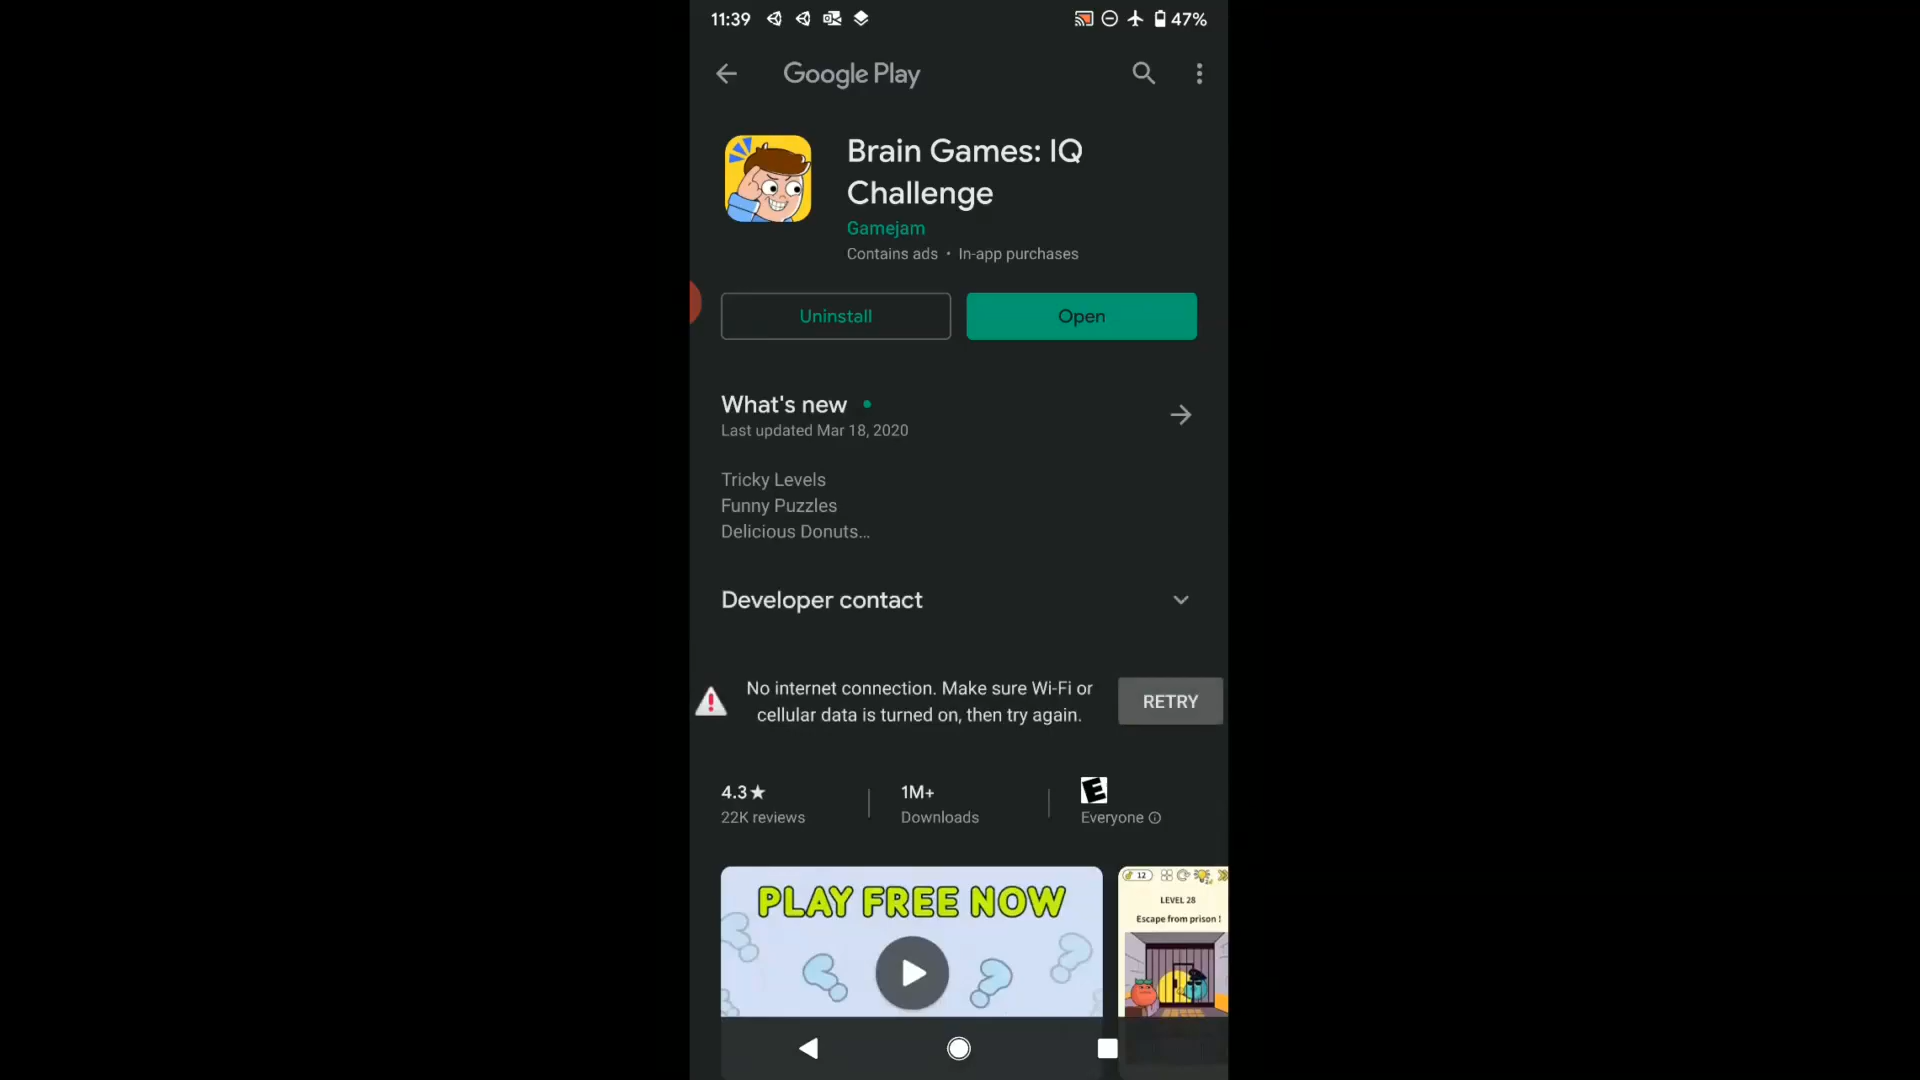 11:39
47%
Google Play
Brain Games: IQ
Challenge
Gamejam
Contains ads • In-app purchases
Uninstall
Open
What's new •
Last updated Mar 18, 2020
Tricky Levels
Funny Puzzles
Delicious Donuts...
Developer contact
No internet connection. Make sure Wi-Fi or
cellular data is turned on, then try again.
RETRY
4.3★
22K reviews
1M+
Downloads
E
Everyone
PLAY FREE NOW
12
LEVEL 28
Escape from prison !